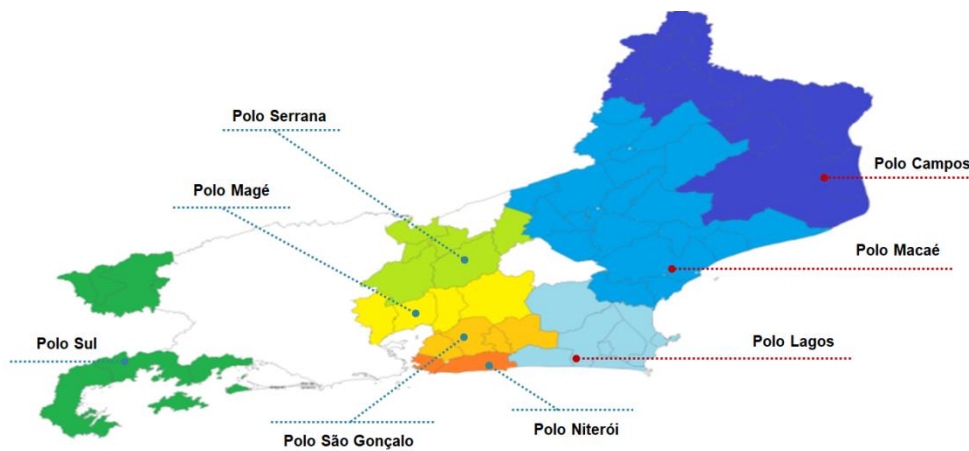 Polo Serrana
Polo Campos
Polo Magé
Polo Macaé
Polo Sul
Polo Lagos
Polo Niterói
Polo São Gonçalo